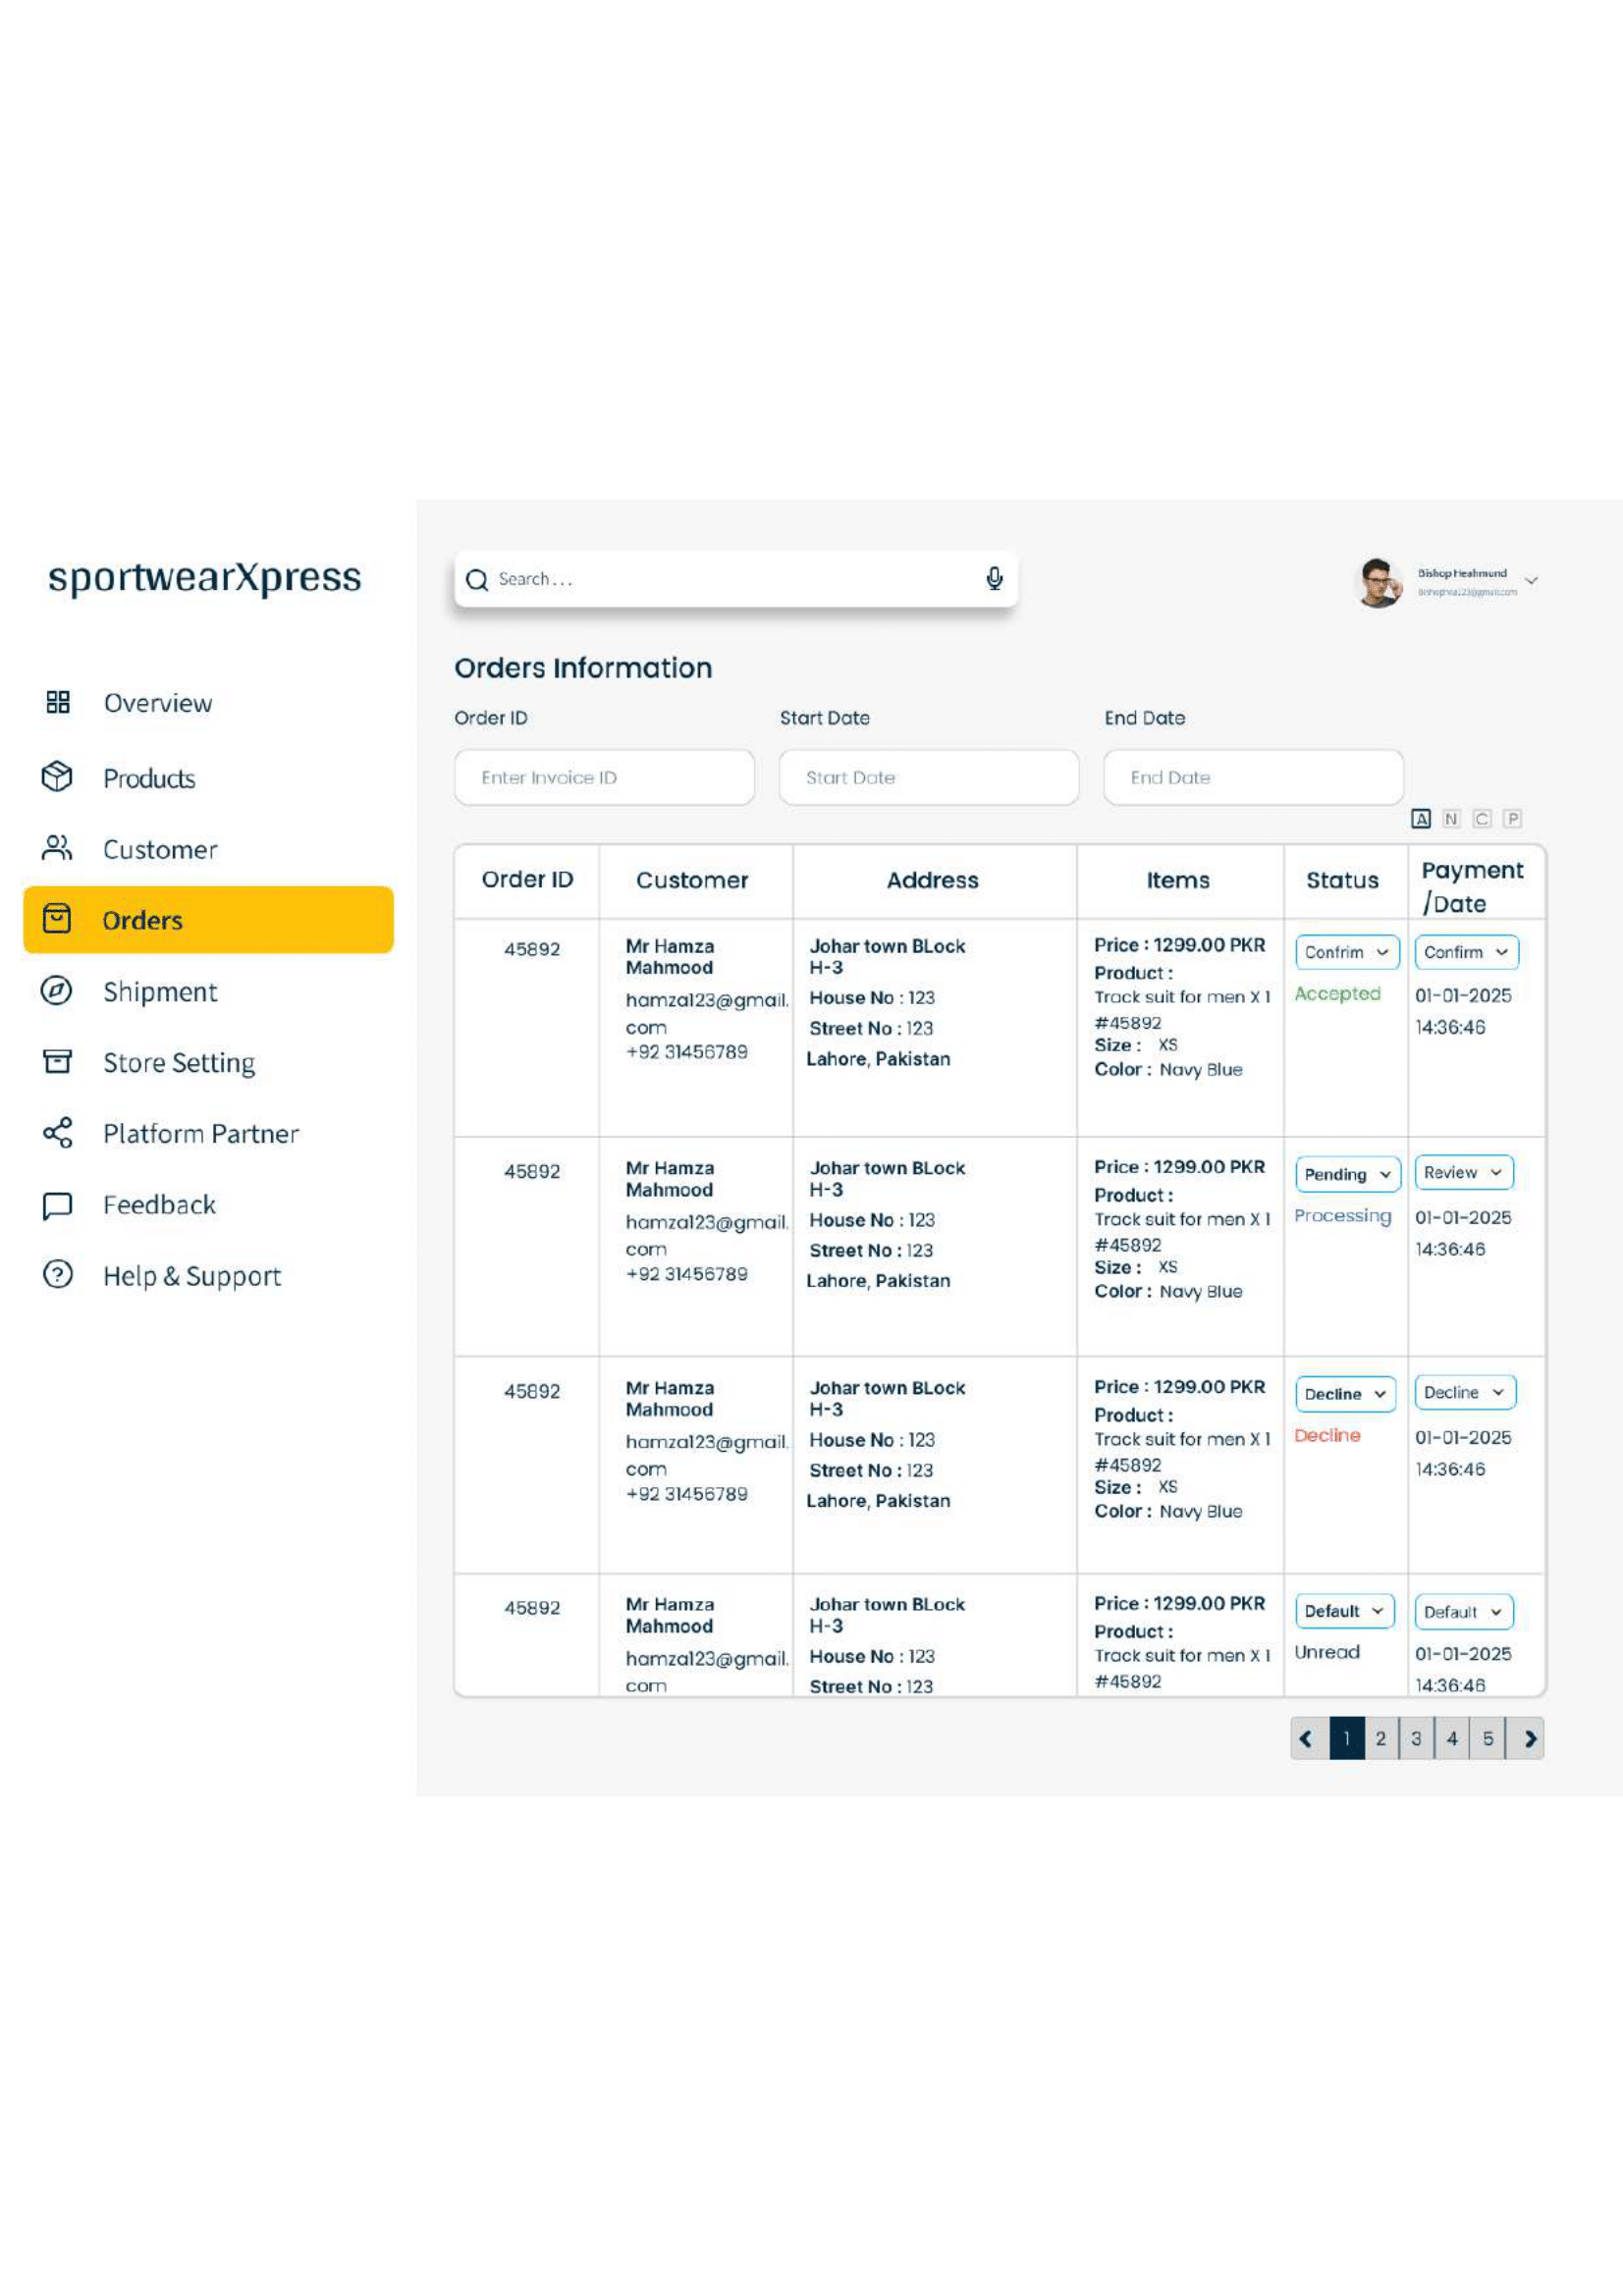 sportwearXpress
Overview
Products
Customer
Orders
Shipment
Store Setting
Platform Partner
Feedback
Help & Support
Search...
Bishop Heahmund
Orders Information
Order ID
Start Date
End Date
Enter Invoice ID
Start Date
End Date
A N C P
Order ID
Customer
Address
Items
Status
Payment
/Date
45892
Mr Hamza
Mahmood
hamza123@gmail.
com
+92 31456789
Johar town BLock
H-3
House No : 123
Street No : 123
Lahore, Pakistan
Price : 1299.00 PKR
Product :
Track suit for men X 1
#45892
Size : XS
Color : Navy Blue
Confrim
Accepted
Confirm
01-01-2025
14:36:46
45892
Mr Hamza
Mahmood
hamza123@gmail.
com
+92 31456789
Johar town BLock
H-3
House No : 123
Street No : 123
Lahore, Pakistan
Price : 1299.00 PKR
Product :
Track suit for men X 1
#45892
Size : XS
Color : Navy Blue
Pending
Processing
Review
01-01-2025
14:36:46
45892
Mr Hamza
Mahmood
hamza123@gmail.
com
+92 31456789
Johar town BLock
H-3
House No : 123
Street No : 123
Lahore, Pakistan
Price : 1299.00 PKR
Product :
Track suit for men X 1
#45892
Size : XS
Color : Navy Blue
Decline
Decline
Decline
01-01-2025
14:36:46
45892
Mr Hamza
Mahmood
hamza123@gmail.
com
Johar town BLock
H-3
House No : 123
Street No : 123
Price : 1299.00 PKR
Product :
Track suit for men X 1
#45892
Default
Unread
Default
01-01-2025
14:36:46
1 2 3 4 5